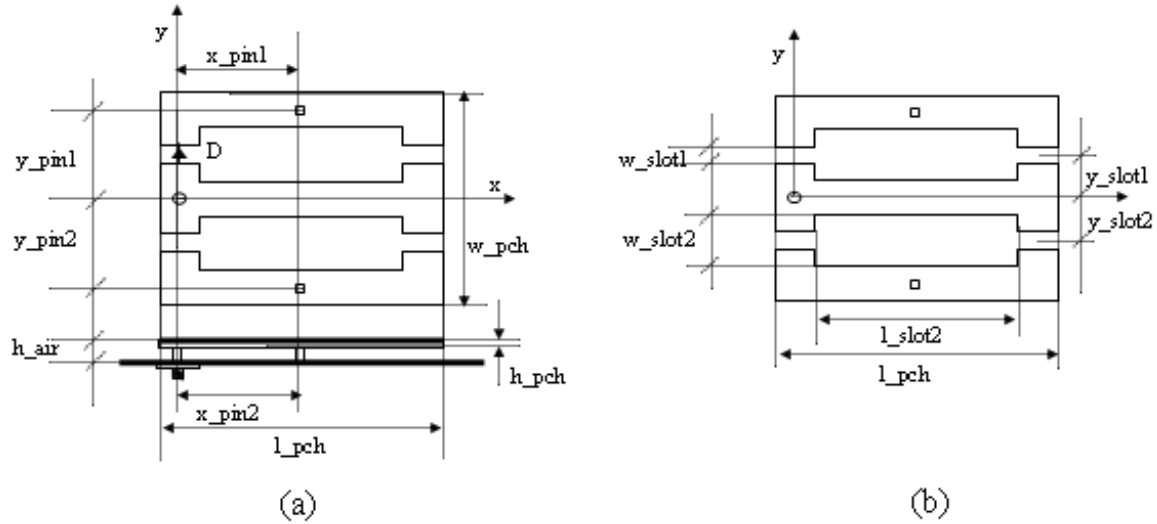 y
x_pin1
y_pin1
D
x
y_pin2
w_pch
h_air
h_pch
x_pin2
l_pch
(a)
y
w_slot1
y_slot1
w_slot2
y_slot2
l_slot2
l_pch
(b)